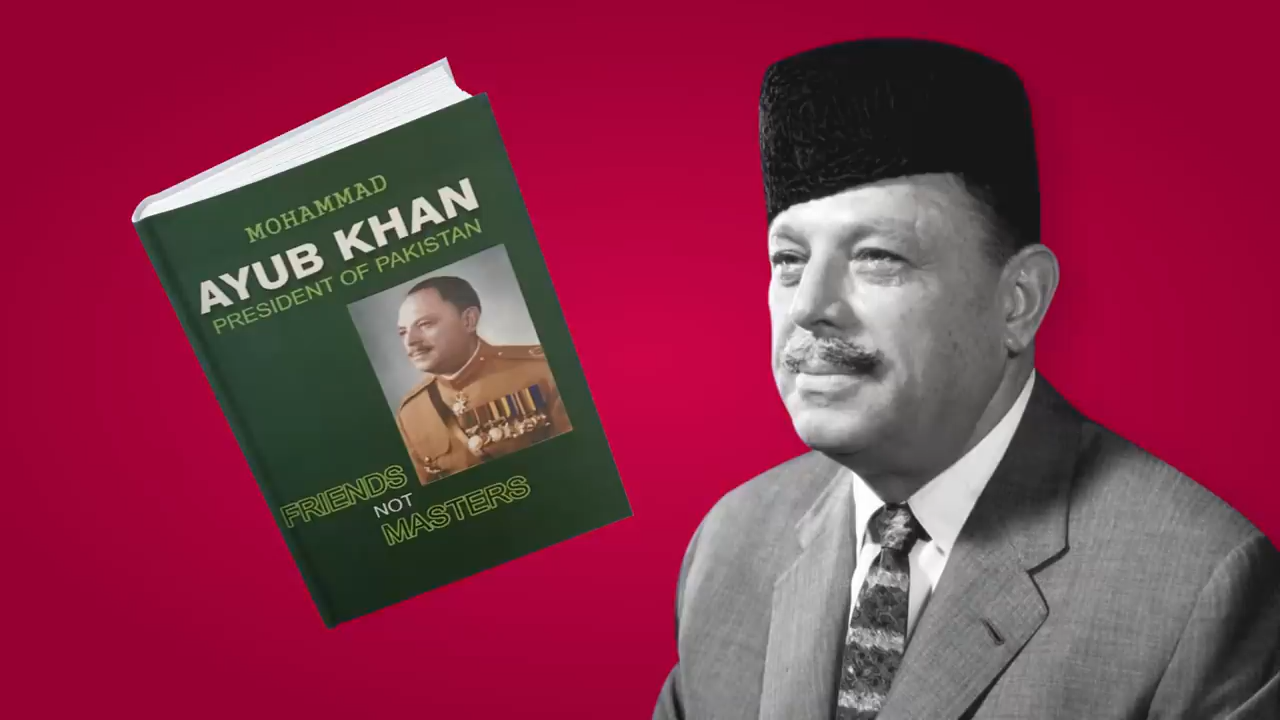 MOHAMMAD
AYUB KHAN
PRESIDENT OF PAKISTAN
FRIENDS
NOT
MASTERS